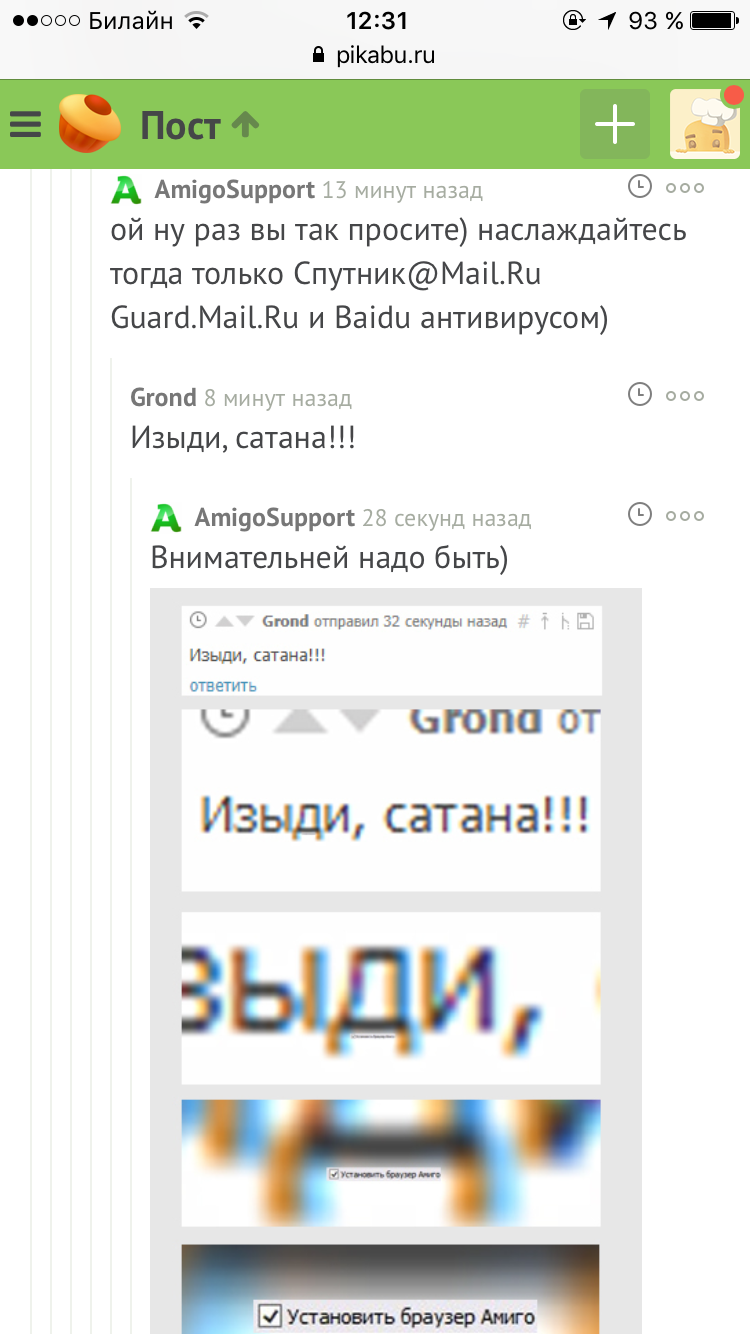 Билайн 12:31 93 %
pikabu.ru
Пост
AmigoSupport 13 минут назад
ой ну раз вы так просите) наслаждайтесь
тогда только Спутник@Mail.Ru
Guard.Mail.Ru и Baidu антивирусом)
Grond 8 минут назад
Изыди, сатана!!!
AmigoSupport 28 секунд назад
Внимательней надо быть)
Grond отправил 32 секунды назад #
Изыди, сатана!!!
ответить
Grond от
Изыди, сатана!!!
зыди,
Установить браузер Амиго
Установить браузер Амиго